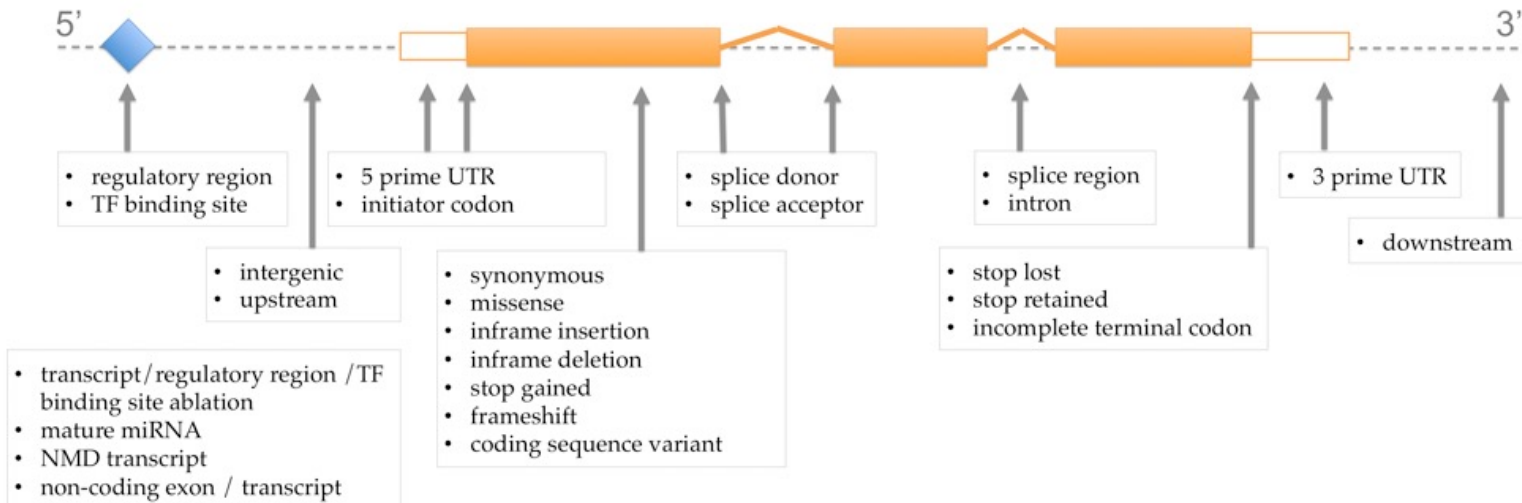 5’
3’
• regulatory region
• TF binding site
• 5 prime UTR
• initiator codon
• splice donor
• splice acceptor
• splice region
• intron
• 3 prime UTR
• intergenic
• upstream
• synonymous
• missense
• inframe insertion
• inframe deletion
• stop gained
• frameshift
• coding sequence variant
• stop lost
• stop retained
• incomplete terminal codon
• downstream
• transcript/regulatory region /TF
binding site ablation
• mature miRNA
• NMD transcript
• non-coding exon / transcript